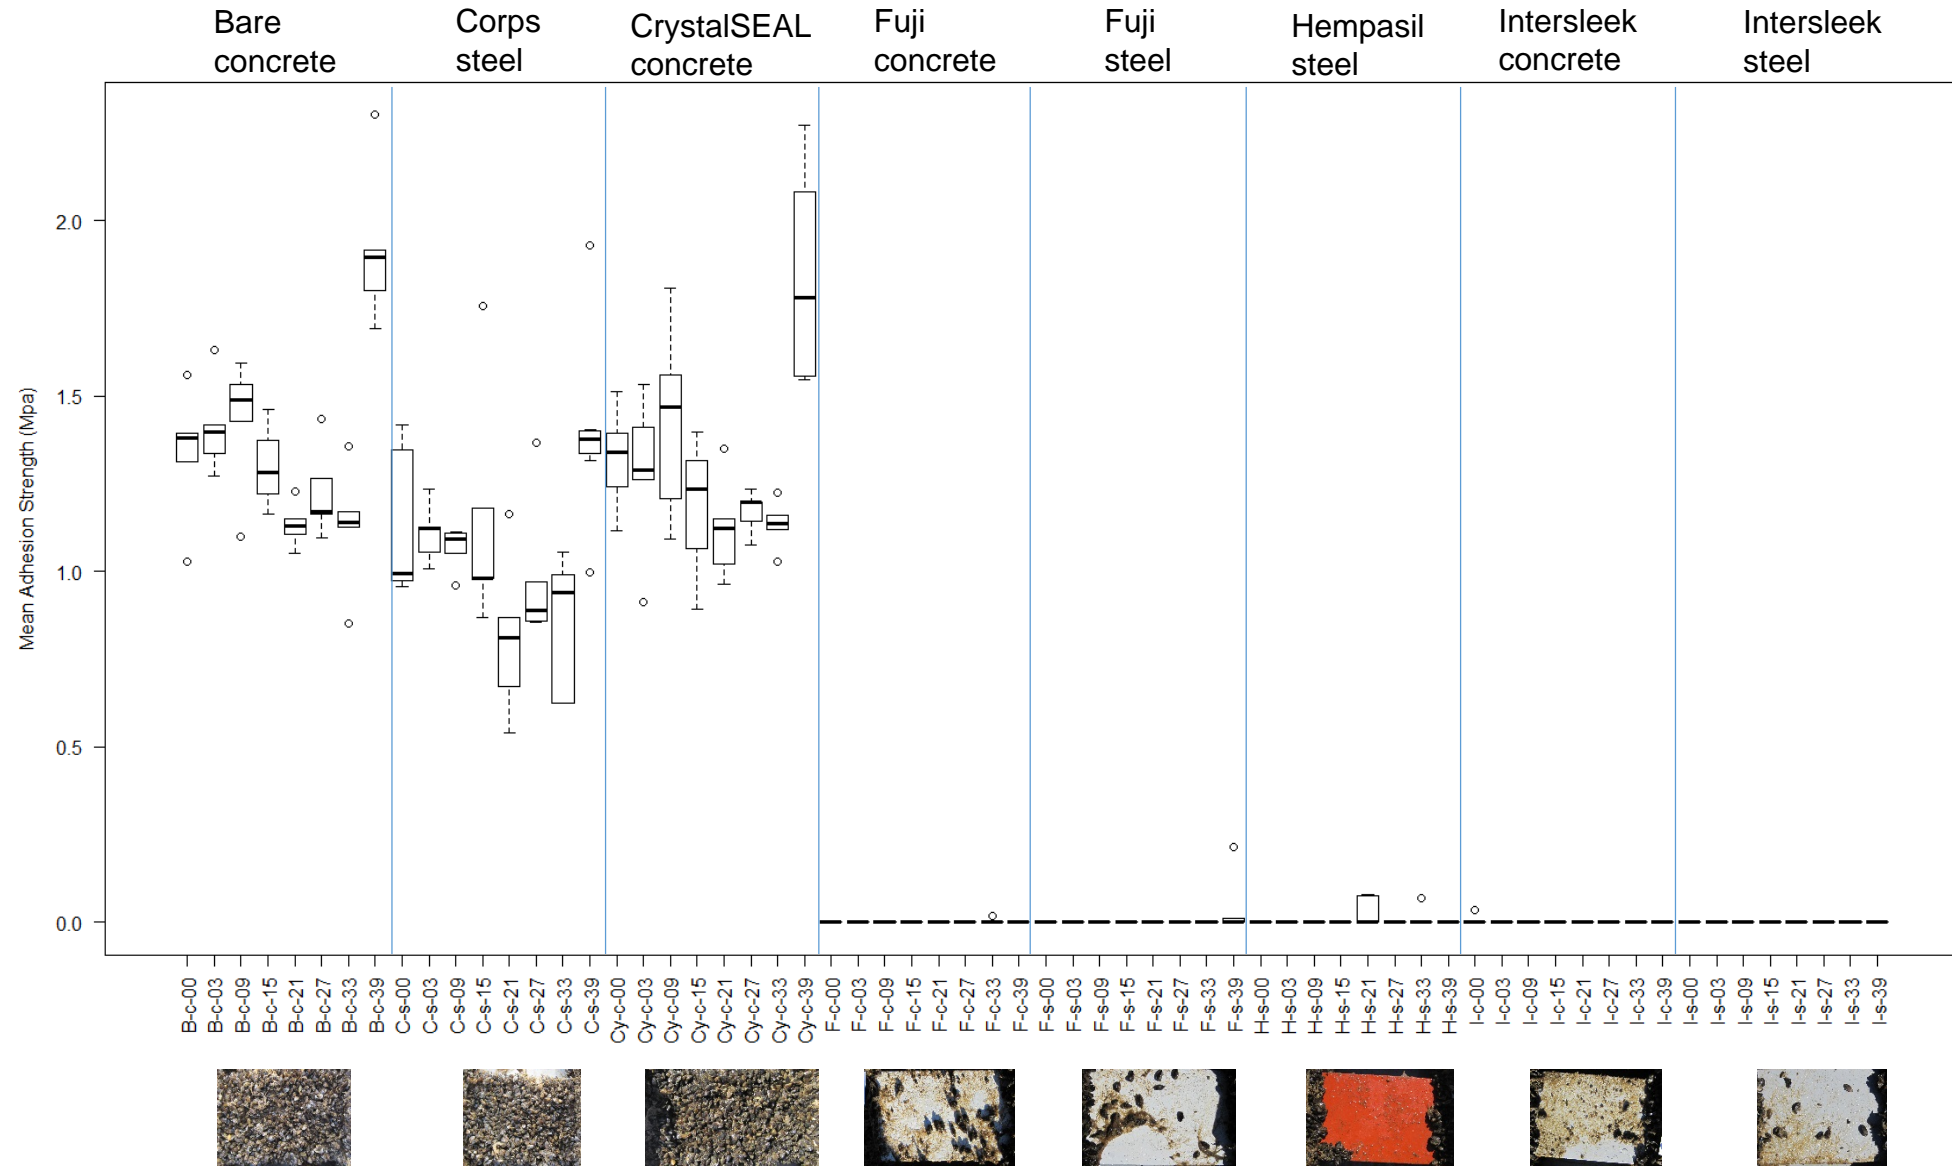 Bare concrete
Corps steel
CrystalSEAL concrete
Fuji concrete
Fuji steel
Hempasil steel
Intersleek concrete
Intersleek steel
Mean Adhesion Strength (Mpa)
2.0
1.5
1.0
0.5
0.0
B-c-00
B-c-03
B-c-09
B-c-15
B-c-21
B-c-27
B-c-33
B-c-39
C-s-00
C-s-03
C-s-09
C-s-15
C-s-21
C-s-27
C-s-33
C-s-39
Cy-c-00
Cy-c-03
Cy-c-09
Cy-c-15
Cy-c-21
Cy-c-27
Cy-c-33
Cy-c-39
F-c-00
F-c-03
F-c-09
F-c-15
F-c-21
F-c-27
F-c-33
F-c-39
F-s-00
F-s-03
F-s-09
F-s-15
F-s-21
F-s-27
F-s-33
F-s-39
H-s-00
H-s-03
H-s-09
H-s-15
H-s-21
H-s-27
H-s-33
H-s-39
I-c-00
I-c-03
I-c-09
I-c-15
I-c-21
I-c-27
I-c-33
I-c-39
I-s-00
I-s-03
I-s-09
I-s-15
I-s-21
I-s-27
I-s-33
I-s-39